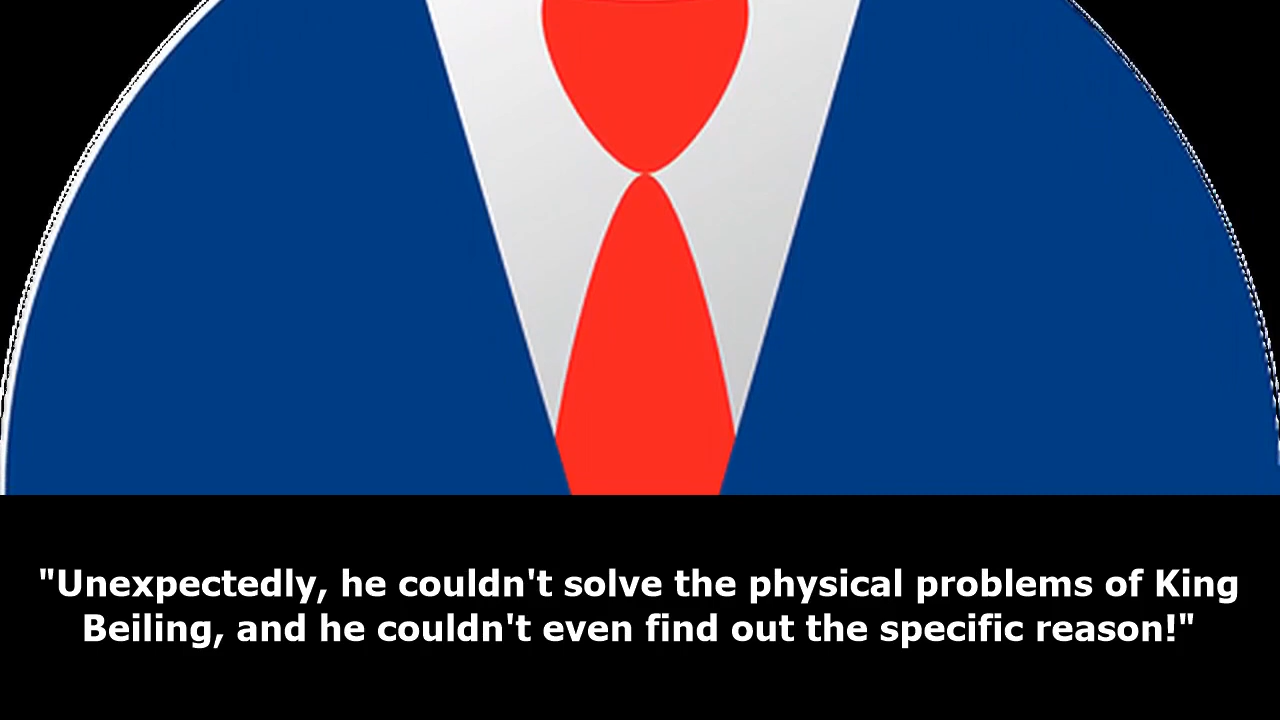 "Unexpectedly, he couldn't solve the physical problems of King
Beiling, and he couldn't even find out the specific reason!"